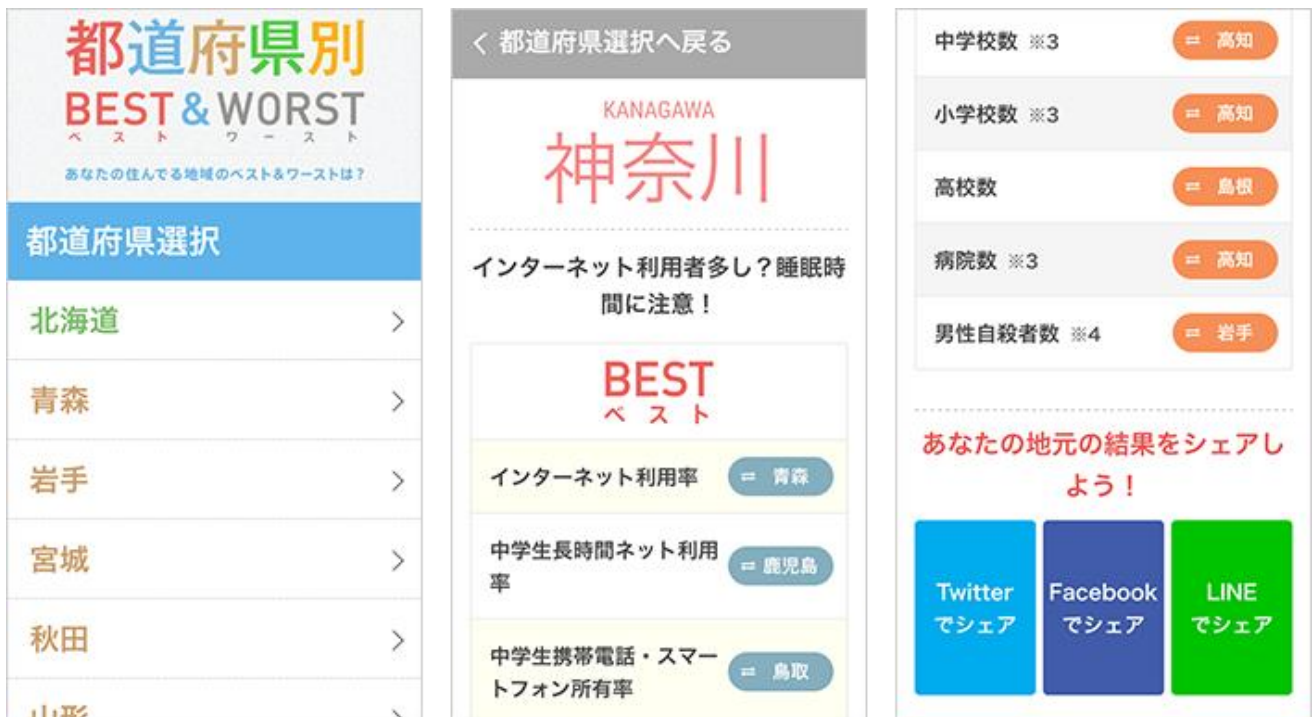 都道府県別
BEST & WORST
ベスト ワースト
あなたの住んでる地域のベスト&ワーストは?
都道府県選択
北海道
青森
岩手
宮城
秋田
山形
都道府県選択へ戻る
KANAGAWA
神奈川
インターネット利用者多し?睡眠時
間に注意!
BEST
ベスト
インターネット利用率 青森
中学生長時間ネット利用
率 鹿児島
中学生携帯電話・スマー
トフォン所有率 鳥取
中学校数 ※3 高知
小学校数 ※3 高知
高校数 島根
病院数 ※3 高知
男性自殺者数 ※4 岩手
あなたの地元の結果をシェアし
よう!
Twitter
でシェア
Facebook
でシェア
LINE
でシェア